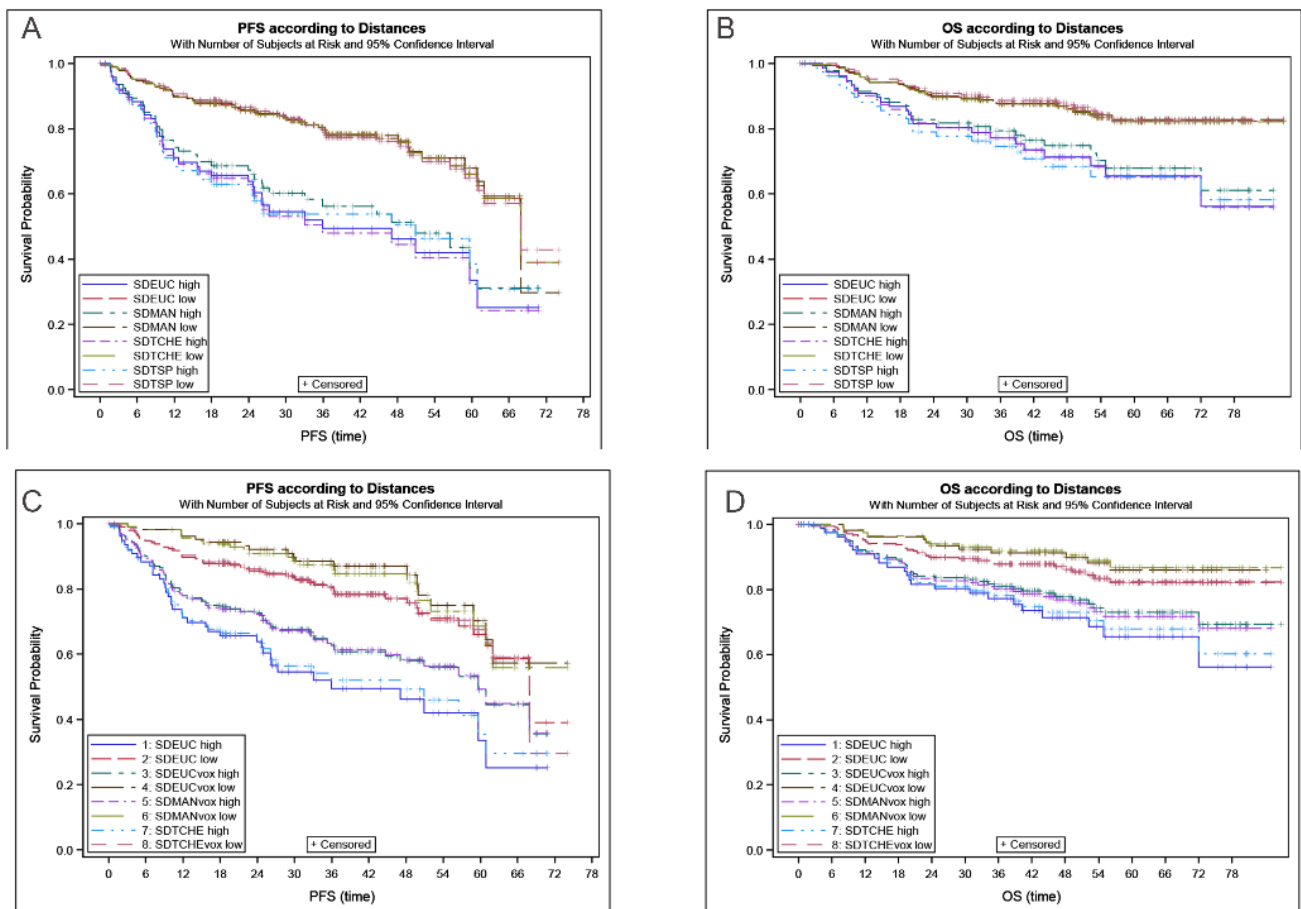 A
PFS according to Distances
With Number of Subjects at Risk and 95% Confidence Interval
Survival Probability
1.0
0.8
0.6
0.4
0.2
0.0
SDEUC high
SDEUC low
SDMAN high
SDMAN low
SDTCHE high
SDTCHE low
SDTSP high
SDTSP low
+ Censored
0 6 12 18 24 30 36 42 48 54 60 66 72 78
PFS (time)
B
OS according to Distances
With Number of Subjects at Risk and 95% Confidence Interval
Survival Probability
1.0
0.8
0.6
0.4
0.2
0.0
SDEUC high
SDEUC low
SDMAN high
SDMAN low
SDTCHE high
SDTCHE low
SDTSP high
SDTSP low
+ Censored
0 6 12 18 24 30 36 42 48 54 60 66 72 78
OS (time)
C
PFS according to Distances
With Number of Subjects at Risk and 95% Confidence Interval
Survival Probability
1.0
0.8
0.6
0.4
0.2
0.0
1: SDEUC high
2: SDEUC low
3: SDEUCvox high
4: SDEUCvox low
5: SDMANvox high
6: SDMANvox low
7: SDTCHE high
8: SDTCHEvox low
+ Censored
0 6 12 18 24 30 36 42 48 54 60 66 72 78
PFS (time)
D
OS according to Distances
With Number of Subjects at Risk and 95% Confidence Interval
Survival Probability
1.0
0.8
0.6
0.4
0.2
0.0
1: SDEUC high
2: SDEUC low
3: SDEUCvox high
4: SDEUCvox low
5: SDMANvox high
6: SDMANvox low
7: SDTCHE high
8: SDTCHEvox low
+ Censored
0 6 12 18 24 30 36 42 48 54 60 66 72 78
OS (time)